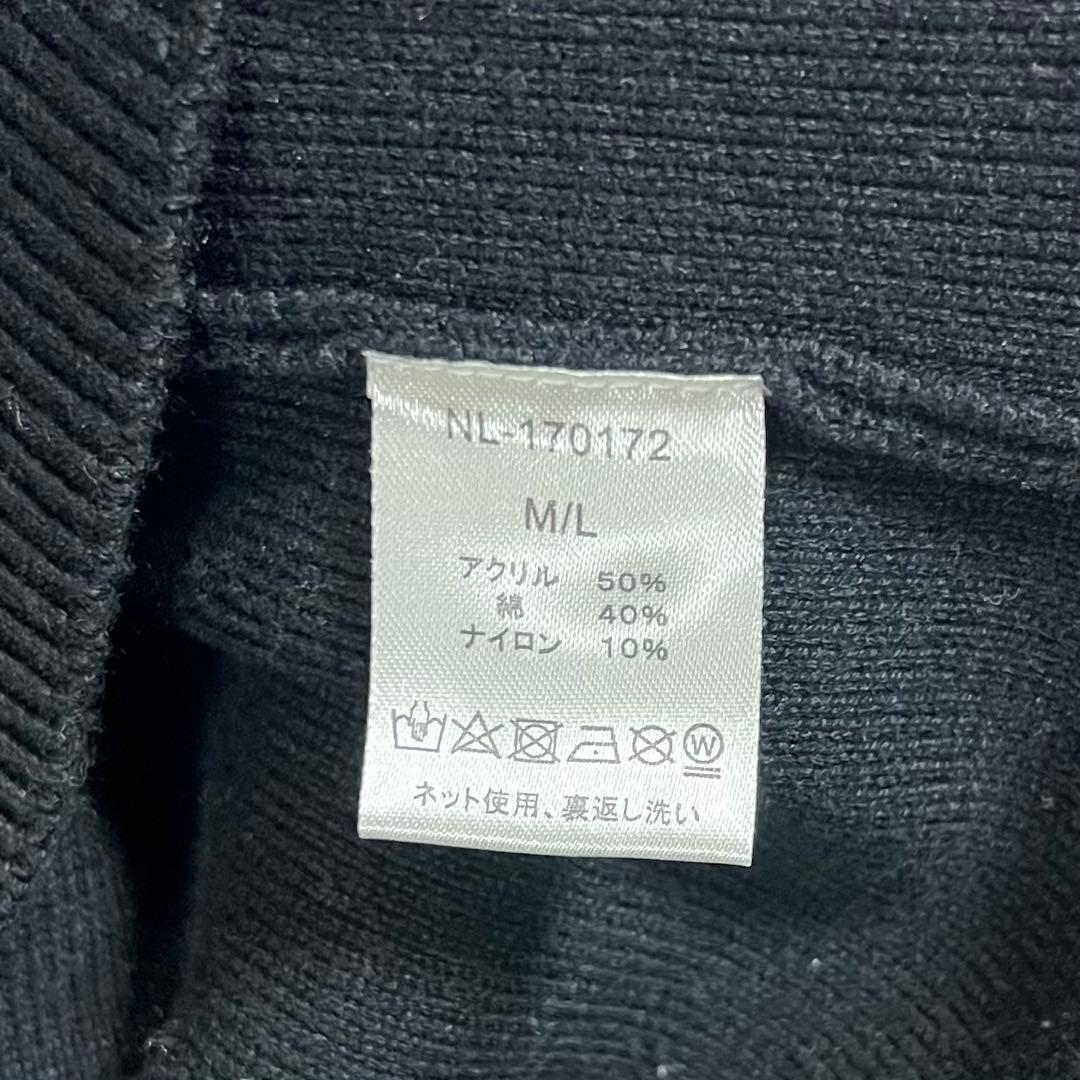 NL-170172
M/L
アクリル 50%
綿 40%
ナイロン 10%
W
ネット使用、裏返し洗い